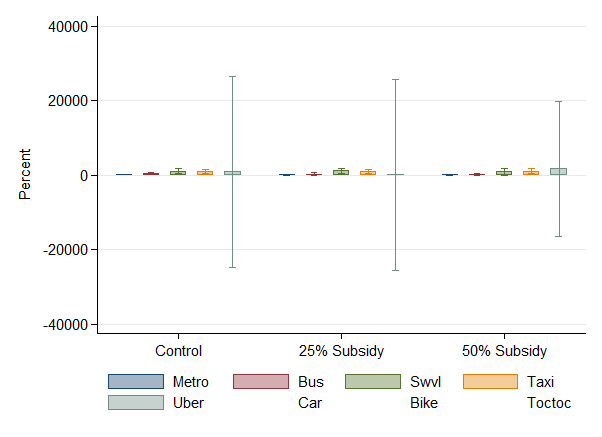 40000
20000
0
-20000
-40000
Percent
Control 25% Subsidy 50% Subsidy
Metro Bus Swvl Taxi
Uber Car Bike Toctoc